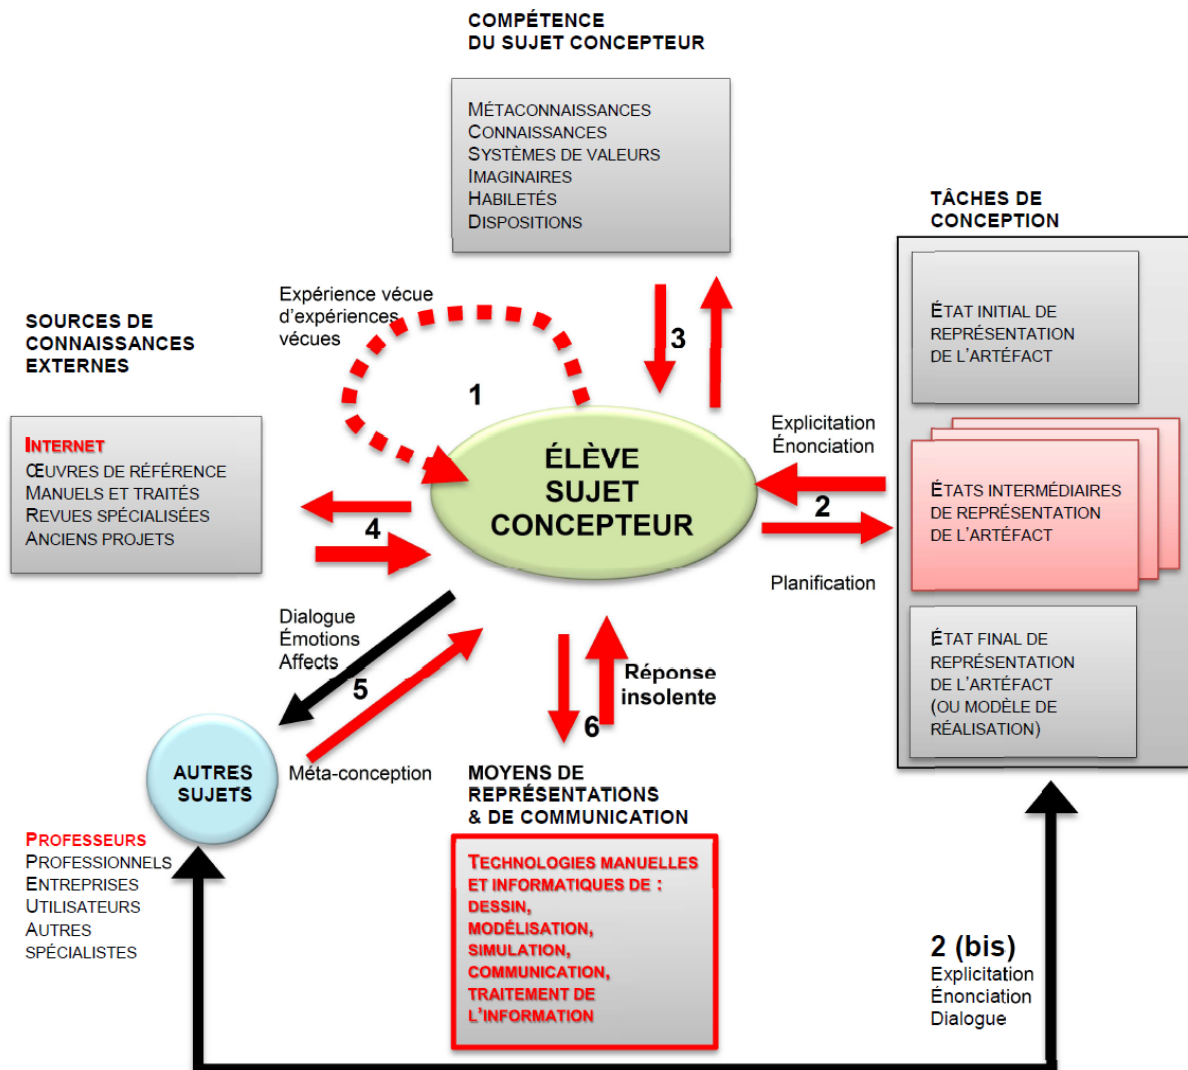 COMPÉTENCE
DU SUJET CONCEPTEUR
MÉTACONNAISSANCES
CONNAISSANCES
SYSTÈMES DE VALEURS
IMAGINAIRES
HABILETÉS
DISPOSITIONS
TÂCHES DE
CONCEPTION
ÉTAT INITIAL DE
REPRÉSENTATION
DE L'ARTÉFACT
ÉTATS INTERMÉDIAIRES
DE REPRÉSENTATION
DE L'ARTÉFACT
ÉTAT FINAL DE
REPRÉSENTATION
DE L'ARTÉFACT
(OU MODÈLE DE
RÉALISATION)
Expérience vécue
d'expériences
vécues
1
3
SOURCES DE
CONNAISSANCES
EXTERNES
INTERNET
ŒUVRES DE RÉFÉRENCE
MANUELS ET TRAITÉS
REVUES SPÉCIALISÉES
ANCIENS PROJETS
4
ÉLÈVE
SUJET
CONCEPTEUR
Explicitation
Énonciation
2
Planification
Dialogue
Émotions
Affects
5
Méta-conception
Réponse
insolente
6
AUTRES
SUJETS
PROFESSEURS
PROFESSIONNELS
ENTREPRISES
UTILISATEURS
AUTRES
SPÉCIALISTES
MOYENS DE
REPRÉSENTATIONS
& DE COMMUNICATION
TECHNOLOGIES MANUELLES
ET INFORMATIQUES DE :
DESSIN,
MODÉLISATION,
SIMULATION,
COMMUNICATION,
TRAITEMENT DE
L'INFORMATION
2 (bis)
Explicitation
Énonciation
Dialogue